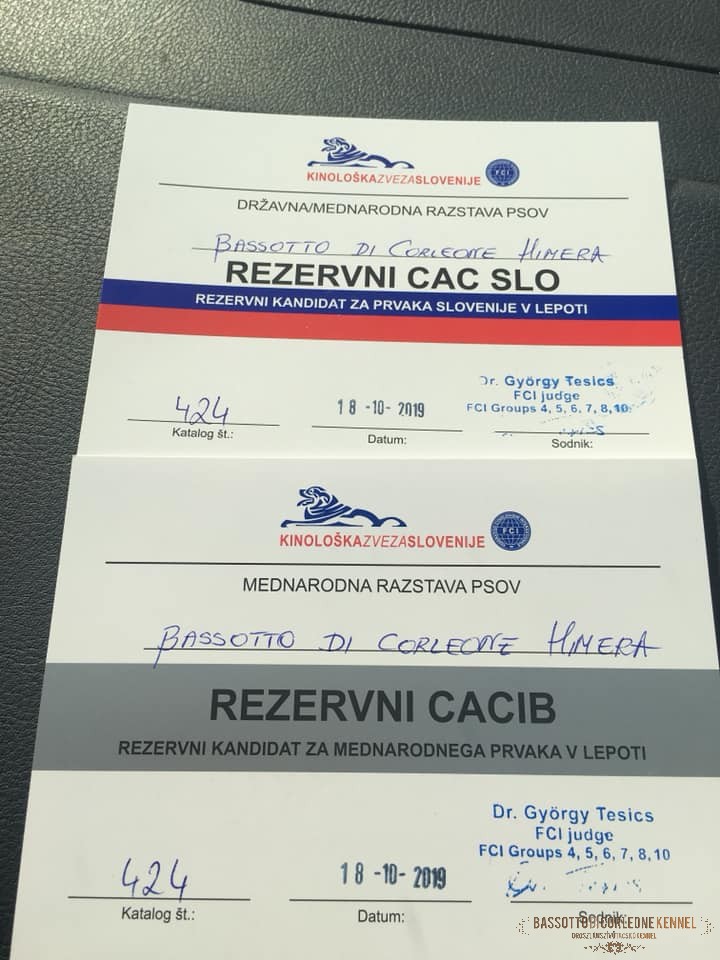 KINOLOŠKAZVEZASLOVENIJE FCI
DRŽAVNA/MEDNARODNA RAZSTAVA PSOV
BASSOTTO DI CORLEONE HIMERA
REZERVNI CAC SLO
REZERVNI KANDIDAT ZA PRVAKA SLOVENIJE V LEPOTI
Dr. György Tesics
FCI judge
FCI Groups 4, 5, 6, 7, 8, 10
424 18-10-2019
Katalog št.: Datum: Sodnik:
KINOLOŠKAZVEZASLOVENIJE FCI
MEDNARODNA RAZSTAVA PSOV
BASSOTTO DI CORLEONE HIMERA
REZERVNI CACIB
REZERVNI KANDIDAT ZA MEDNARODNEGA PRVAKA V LEPOTI
Dr. György Tesics
FCI judge
FCI Groups 4, 5, 6, 7, 8, 10
424 18-10-2019
Katalog št.: Datum: Sodnik:
BASSOTTO DI CORLEONE KENNEL